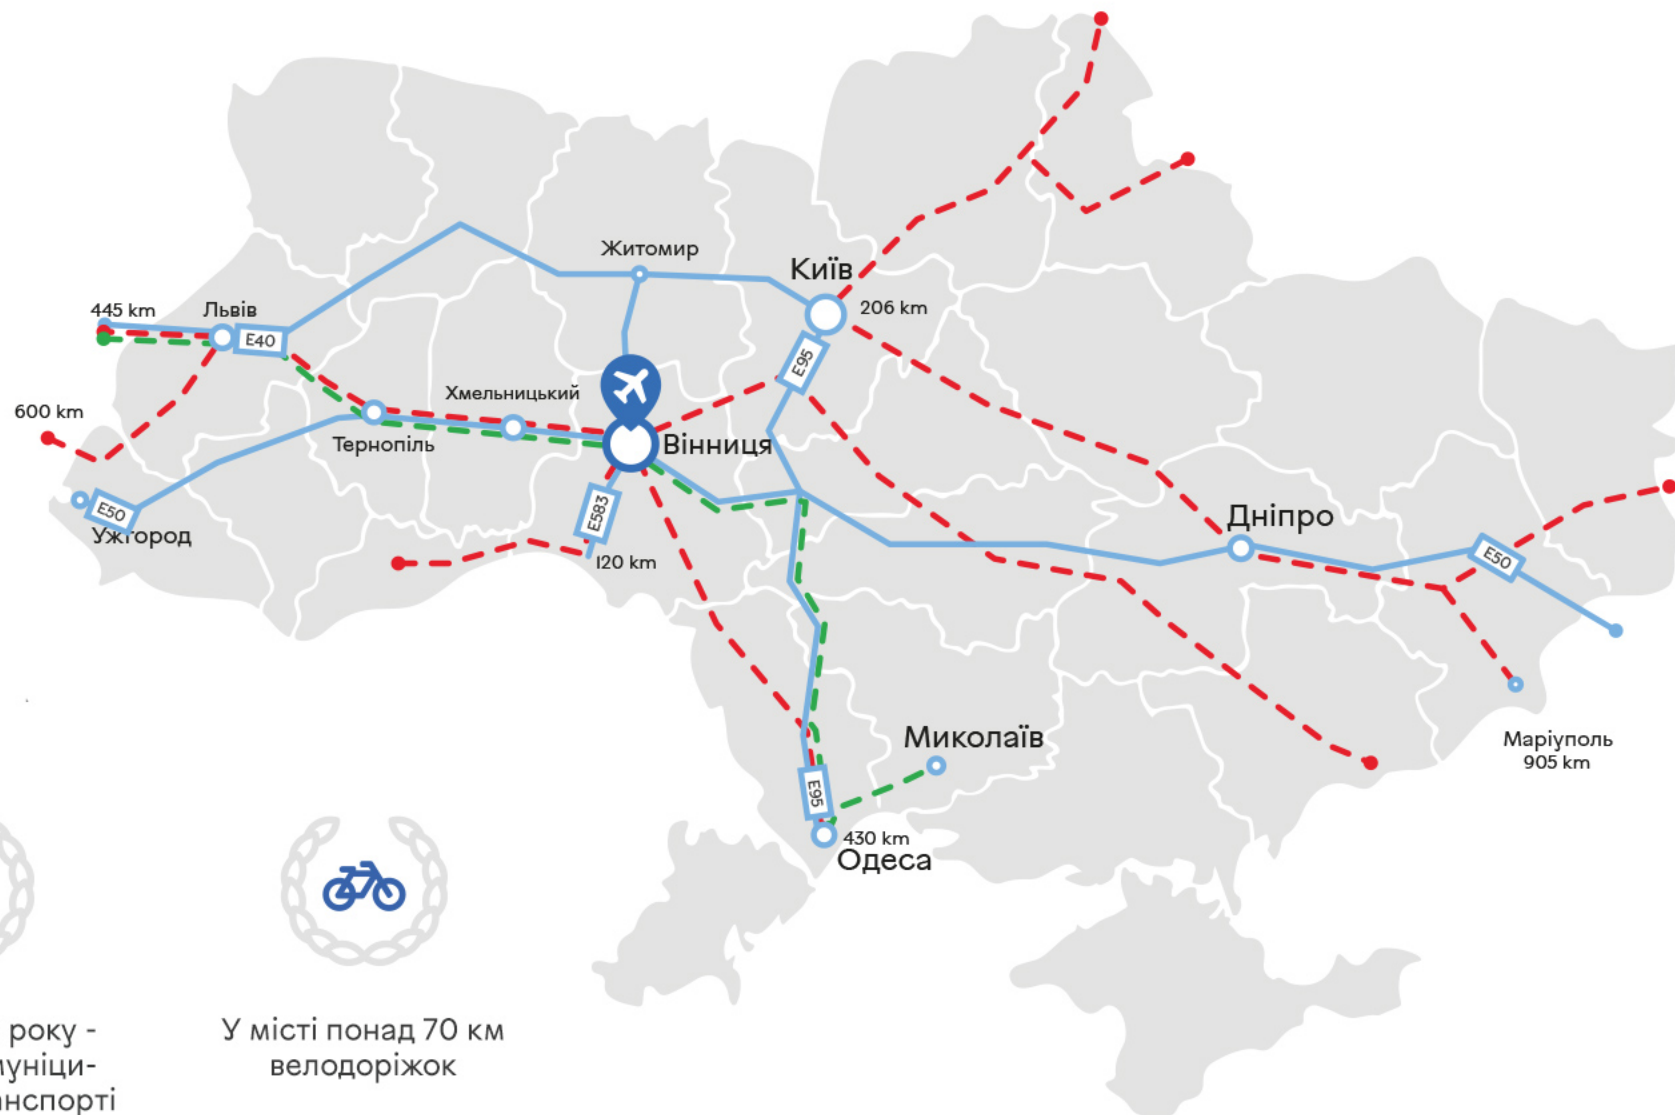 Житомир
Київ
206 km
445 km
Львів
E40
E95
600 km
Хмельницький
Тернопіль
Вінниця
E50
Ужгород
E583
120 km
Дніпро
E50
Миколаїв
Маріуполь
905 km
E95
430 km
Одеса
року -
муніци-
анспорті
У місті понад 70 км
велодоріжок